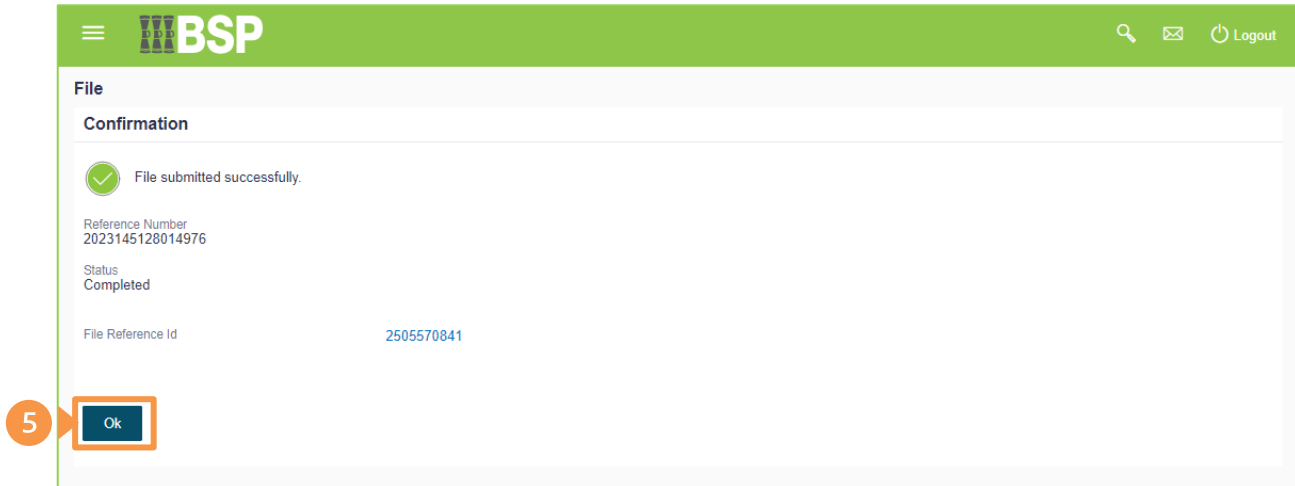 BSP
Logout
File
Confirmation
File submitted successfully.
Reference Number
2023145128014976
Status
Completed
File Reference Id 2505570841
5 Ok